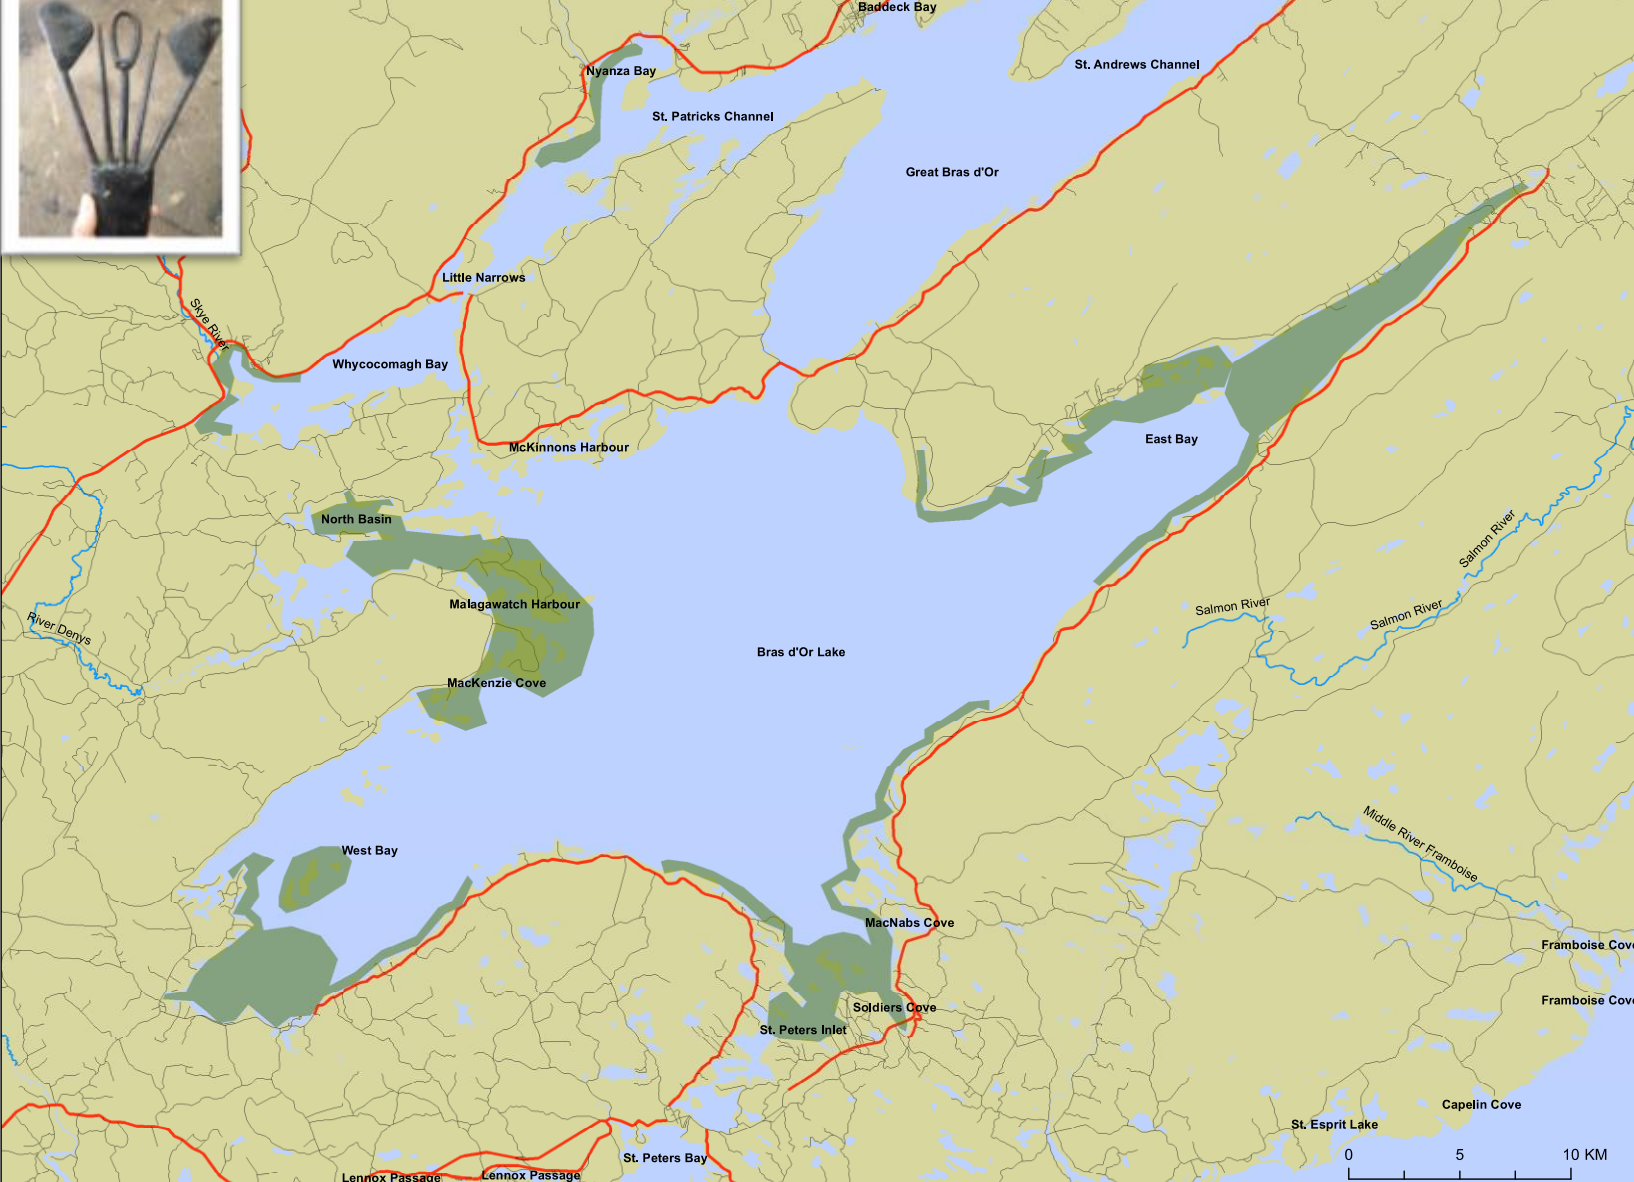 Baddeck Bay
St. Andrews Channel
Nyanza Bay
St. Patricks Channel
Great Bras d'Or
Little Narrows
Skye River
Whycocomagh Bay
East Bay
McKinnons Harbour
North Basin
Salmon River
Malagawatch Harbour
Salmon River
Salmon River
River Denys
Bras d'Or Lake
MacKenzie Cove
Middle River Framboise
West Bay
MacNabs Cove
Framboise Cove
Framboise Cove
Soldiers Cove
St. Peters Inlet
Capelin Cove
St. Esprit Lake
St. Peters Bay
0 5 10 KM
Lennox Passage
Lennox Passage